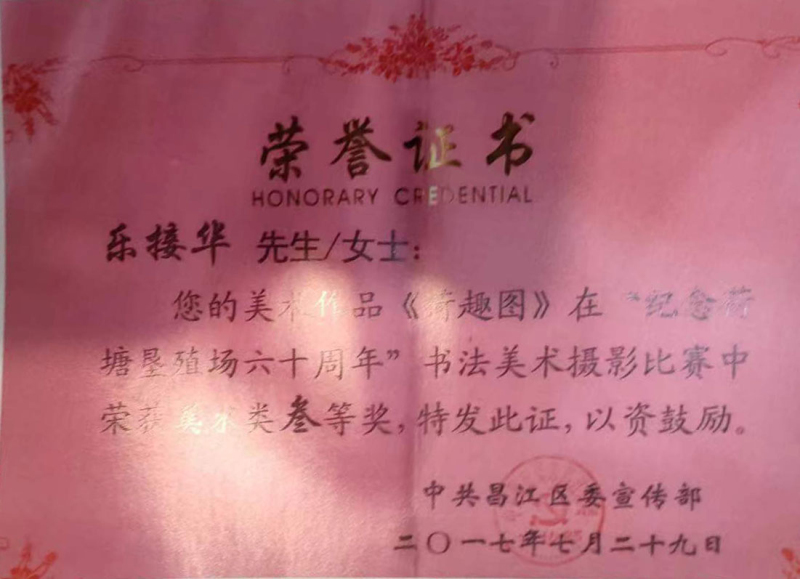 荣誉证书
HONORARY CREDENTIAL
乐接华 先生/女士：
您的美术作品《荷趣图》在“纪念荷
塘垦殖场六十周年”书法美术摄影比赛中
荣获美术类叁等奖，特发此证，以资鼓励。
中共昌江区委宣传部
二〇一七年七月二十九日